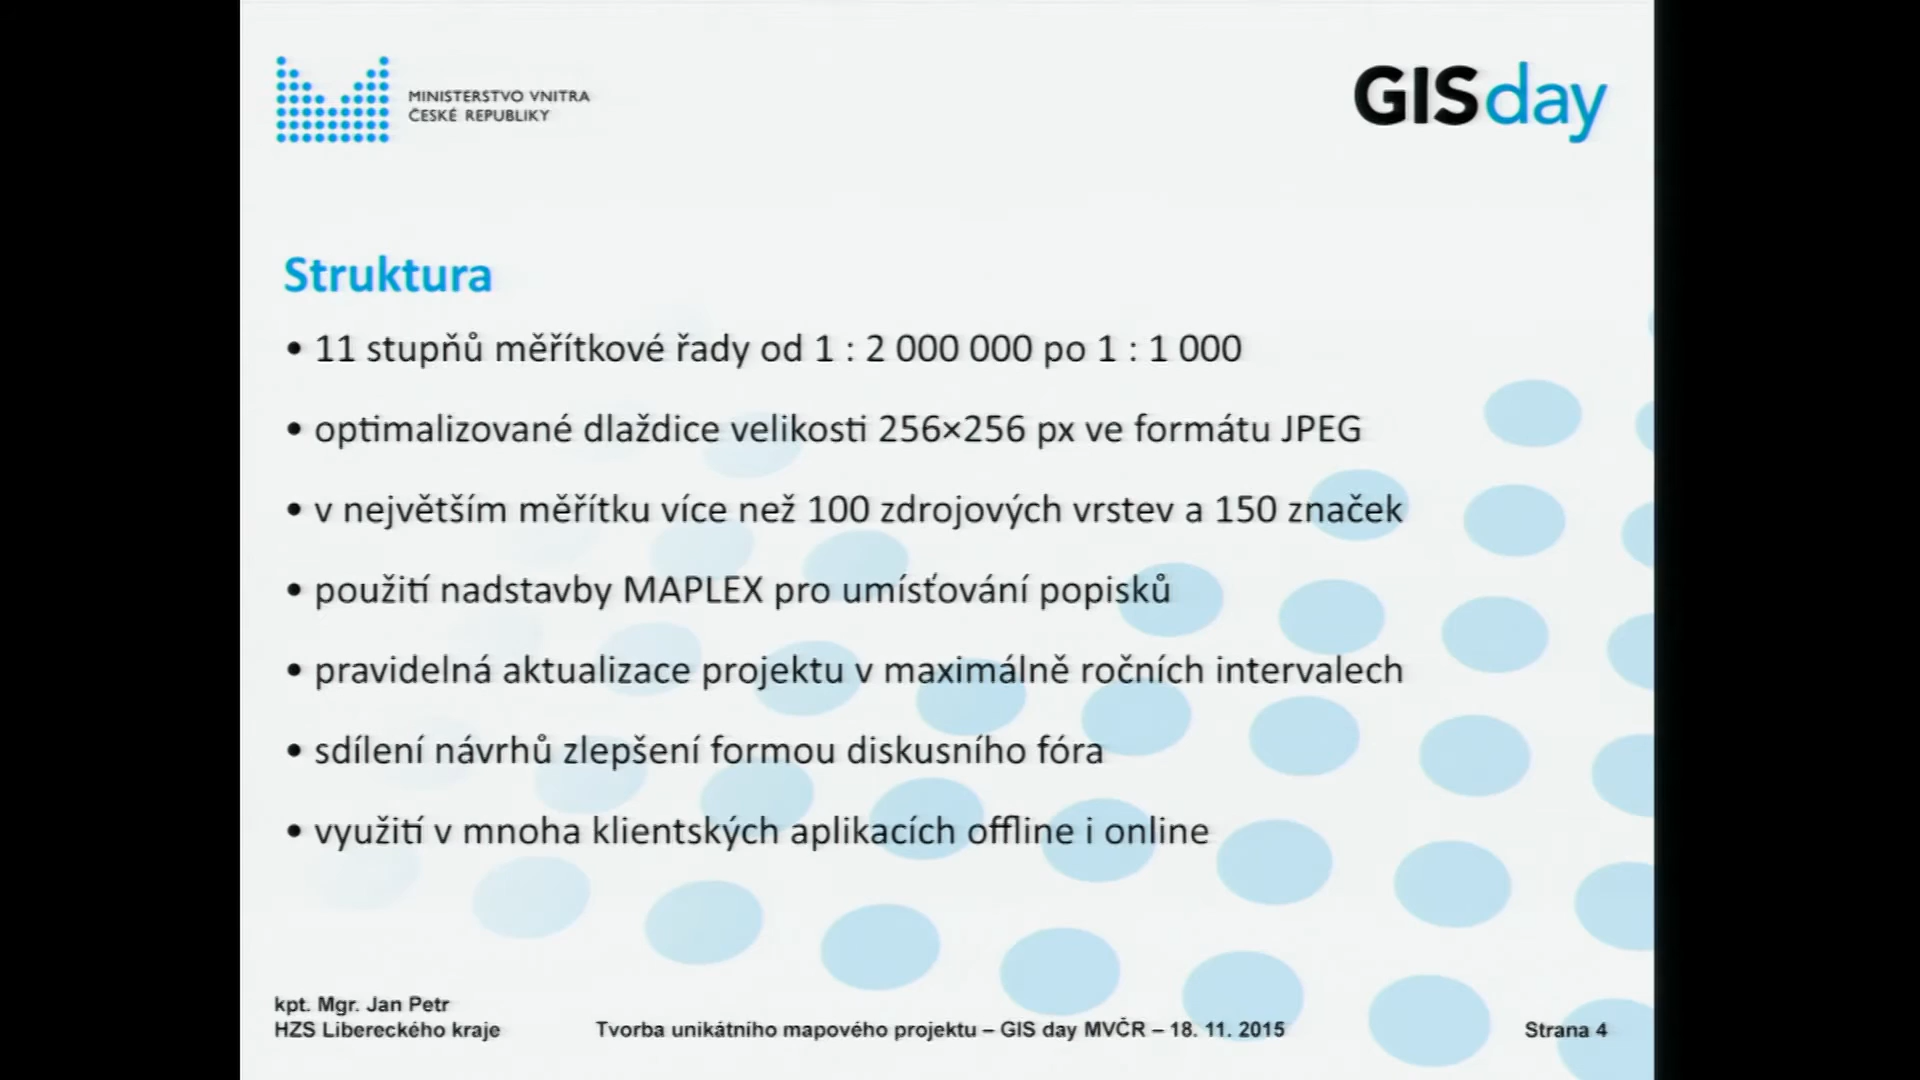 MINISTERSTVO VNITRA
ČESKÉ REPUBLIKY
GISday
Struktura
• 11 stupňů měřítkové řady od 1 : 2 000 000 po 1 : 1 000
• optimalizované dlaždice velikosti 256×256 px ve formátu JPEG
• v největším měřítku více než 100 zdrojových vrstev a 150 značek
• použití nadstavby MAPLEX pro umísťování popisků
• pravidelná aktualizace projektu v maximálně ročních intervalech
• sdílení návrhů zlepšení formou diskusního fóra
• využití v mnoha klientských aplikacích offline i online
kpt. Mgr. Jan Petr
HZS Libereckého kraje
Tvorba unikátního mapového projektu – GIS day MVČR – 18. 11. 2015
Strana 4